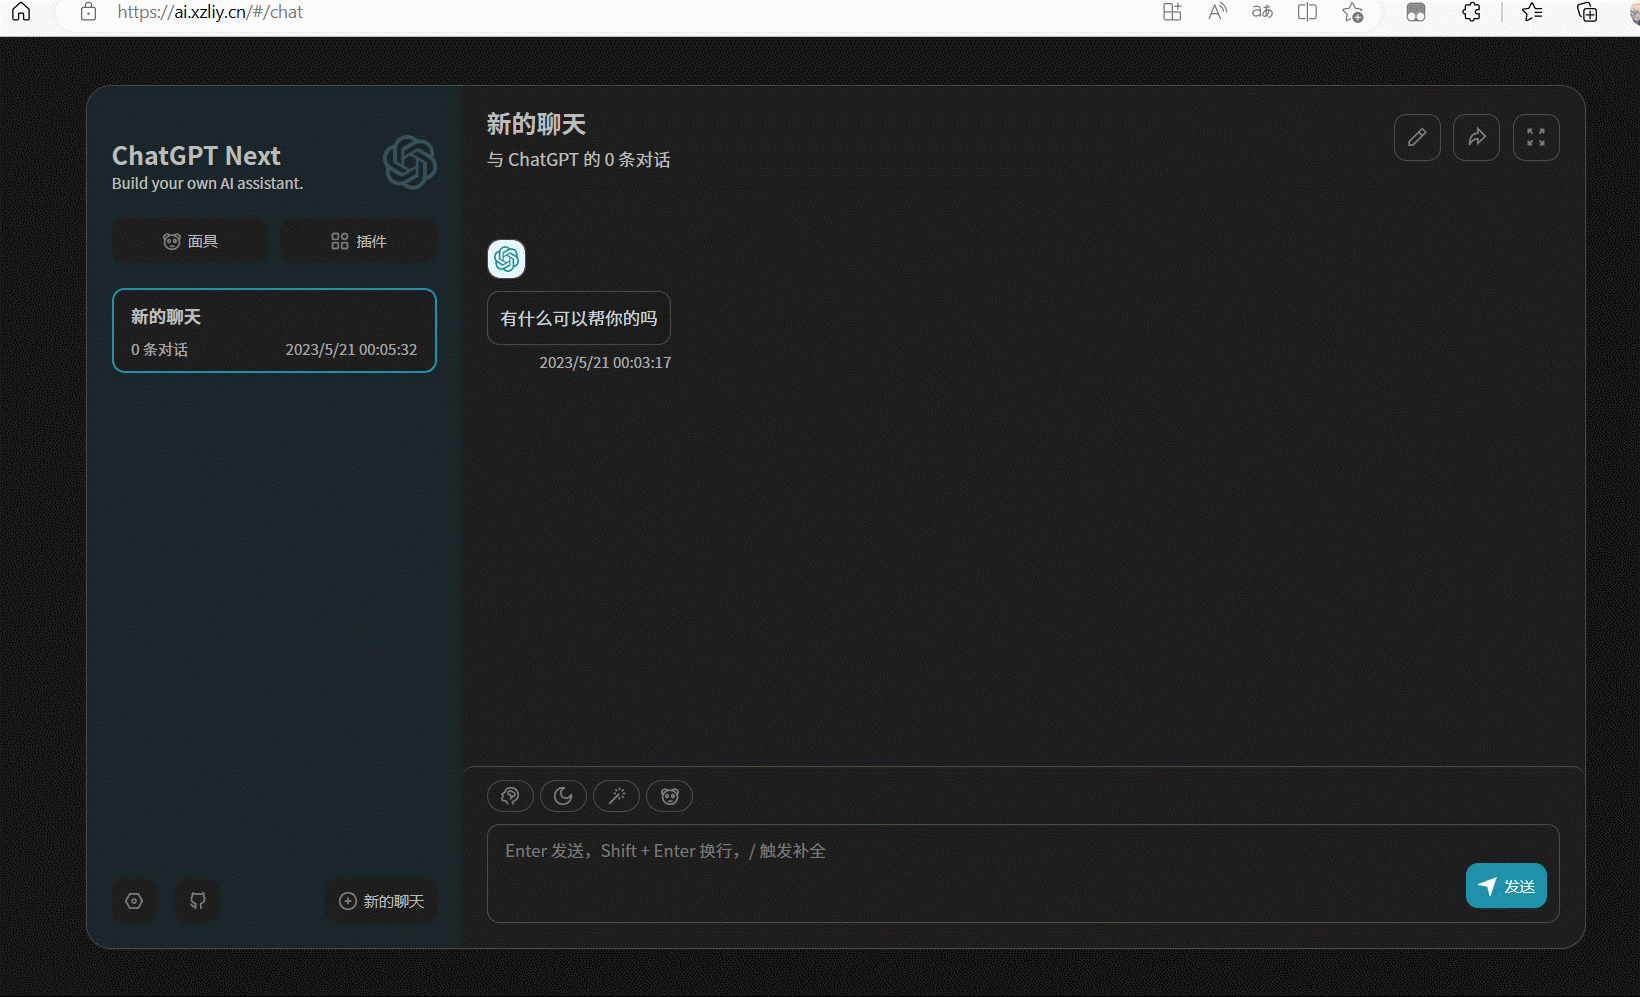 https://ai.xzliy.cn/#/chat
ChatGPT Next
Build your own AI assistant.
面具
插件
新的聊天
0 条对话
2023/5/21 00:05:32
新的聊天
新的聊天
与 ChatGPT 的 0 条对话
有什么可以帮你的吗
2023/5/21 00:03:17
Enter 发送，Shift + Enter 换行，/ 触发补全
发送